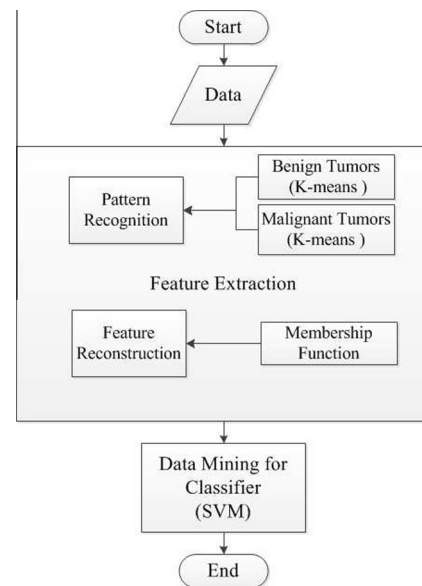 Start
Data
Benign Tumors
(K-means )
Pattern
Recognition
Malignant Tumors
(K-means )
Feature Extraction
Feature
Reconstruction
Membership
Function
Data Mining for
Classifier
(SVM)
End